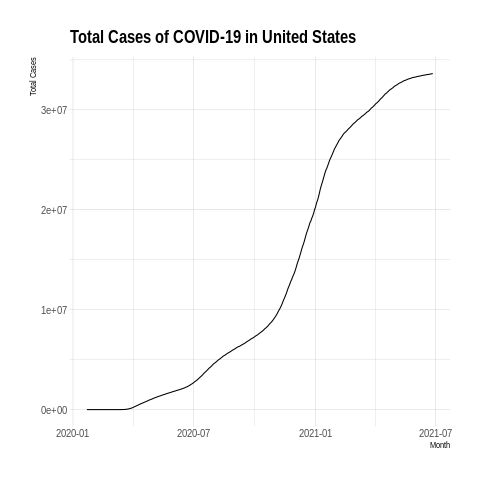 Total Cases of COVID-19 in United States
Total Cases
3e+07
2e+07
1e+07
0e+00
2020-01 2020-07 2021-01 2021-07
Month